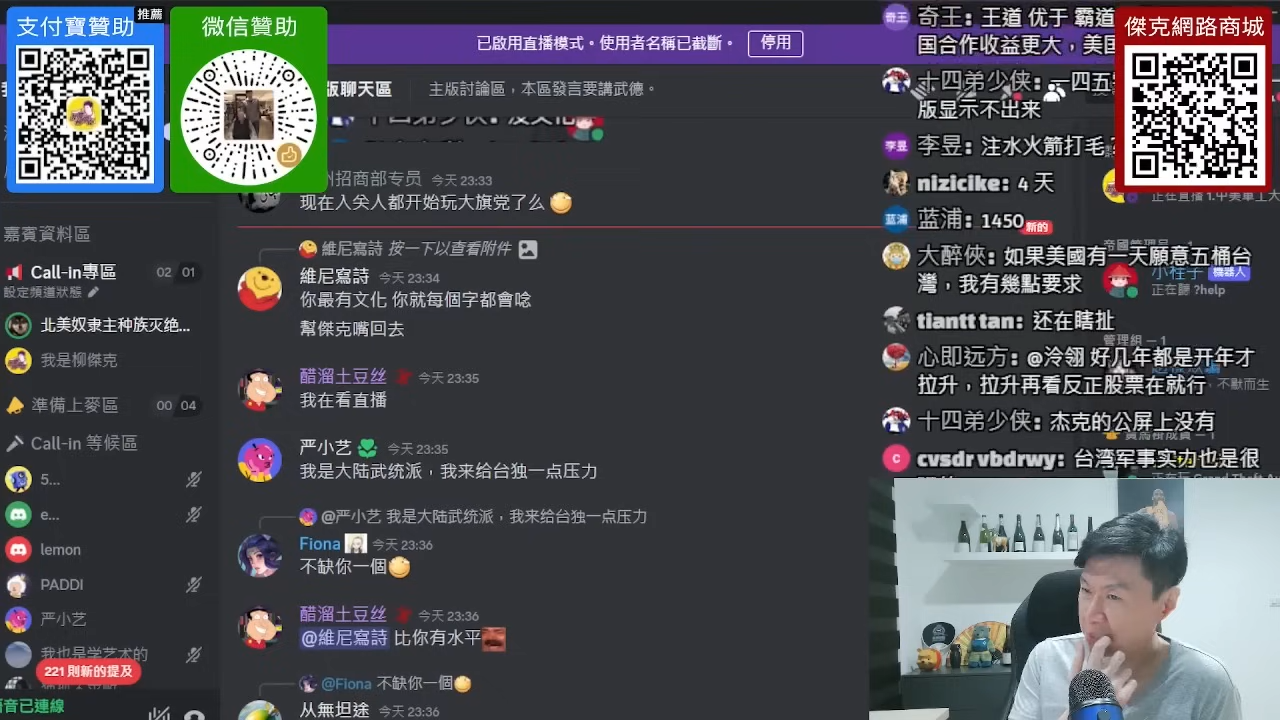 支付寶贊助
推薦
微信贊助
傑克網路商城
已啟用直播模式。使用者名稱已截斷。
停用
版聊天區
主版討論區，本區發言要講武德。
招商部专员 今天 23:33
现在入尖人都开始玩大旗党了么
新的
維尼寫詩 按一下以查看附件
維尼寫詩 今天 23:34
你最有文化 你就每個字都會唸
幫傑克嘴回去
醋溜土豆丝 今天 23:35
我在看直播
严小艺 今天 23:35
我是大陆武统派，我来给台独一点压力
@严小艺 我是大陆武统派，我来给台独一点压力
Fiona 今天 23:36
不缺你一個
醋溜土豆丝 今天 23:36
@維尼寫詩 比你有水平
@Fiona 不缺你一個
从無坦途 今天 23:36
嘉賓資料區
Call-in專區 02 01
設定頻道狀態
北美奴隶主种族灭绝...
我是柳傑克
準備上麥區 00 04
Call-in 等候區
5...
e...
lemon
PADDI
严小艺
我也是学艺术的
221 則新的提及
音已連線
奇王: 王道 优于 霸道
国合作收益更大，美国
十四弟少侠: 一四五
版显示不出来
李昱: 注水火箭打毛
nizicike: 4 天
蓝浦: 1450
大醉俠: 如果美國有一天願意五桶台
灣，我有幾點要求
tiantt tan: 还在瞎扯
心即远方: @泠翎 好几年都是开年才
拉升，拉升再看反正股票在就行
十四弟少侠: 杰克的公屏上没有
cvsdr vbdrwy: 台湾军事实力也是很
小桂子 機器人
正在聽 ?help
管理組 – 1